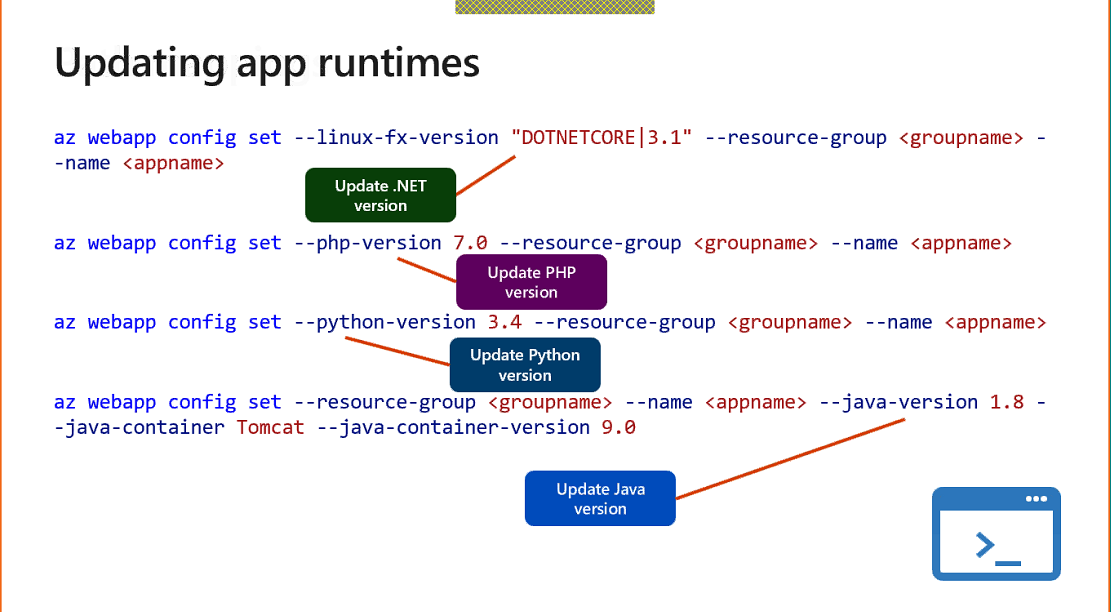 Updating app runtimes
az webapp config set --linux-fx-version "DOTNETCORE|3.1" --resource-group <groupname> -
-name <appname>
Update .NET
version
az webapp config set --php-version 7.0 --resource-group <groupname> --name <appname>
Update PHP
version
az webapp config set --python-version 3.4 --resource-group <groupname> --name <appname>
Update Python
version
az webapp config set --resource-group <groupname> --name <appname> --java-version 1.8 -
-java-container Tomcat --java-container-version 9.0
Update Java
version